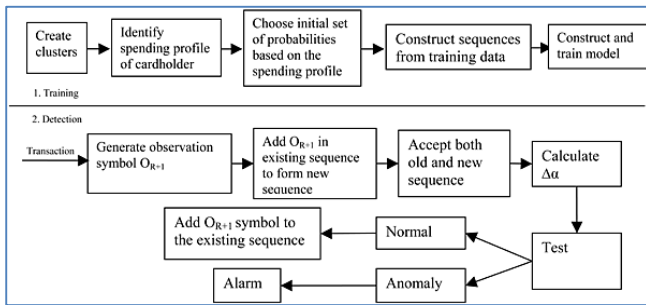 Create
clusters
Identify
spending profile
of cardholder
Choose initial set
of probabilities
based on the
spending profile
Construct sequences
from training data
Construct and
train model
1. Training
2. Detection
Transaction
Generate observation
symbol O_R+1
Add O_R+1 in
existing sequence
to form new
sequence
Accept both
old and new
sequence
Calculate
Δα
Add O_R+1 symbol to
the existing sequence
Normal
Test
Alarm
Anomaly